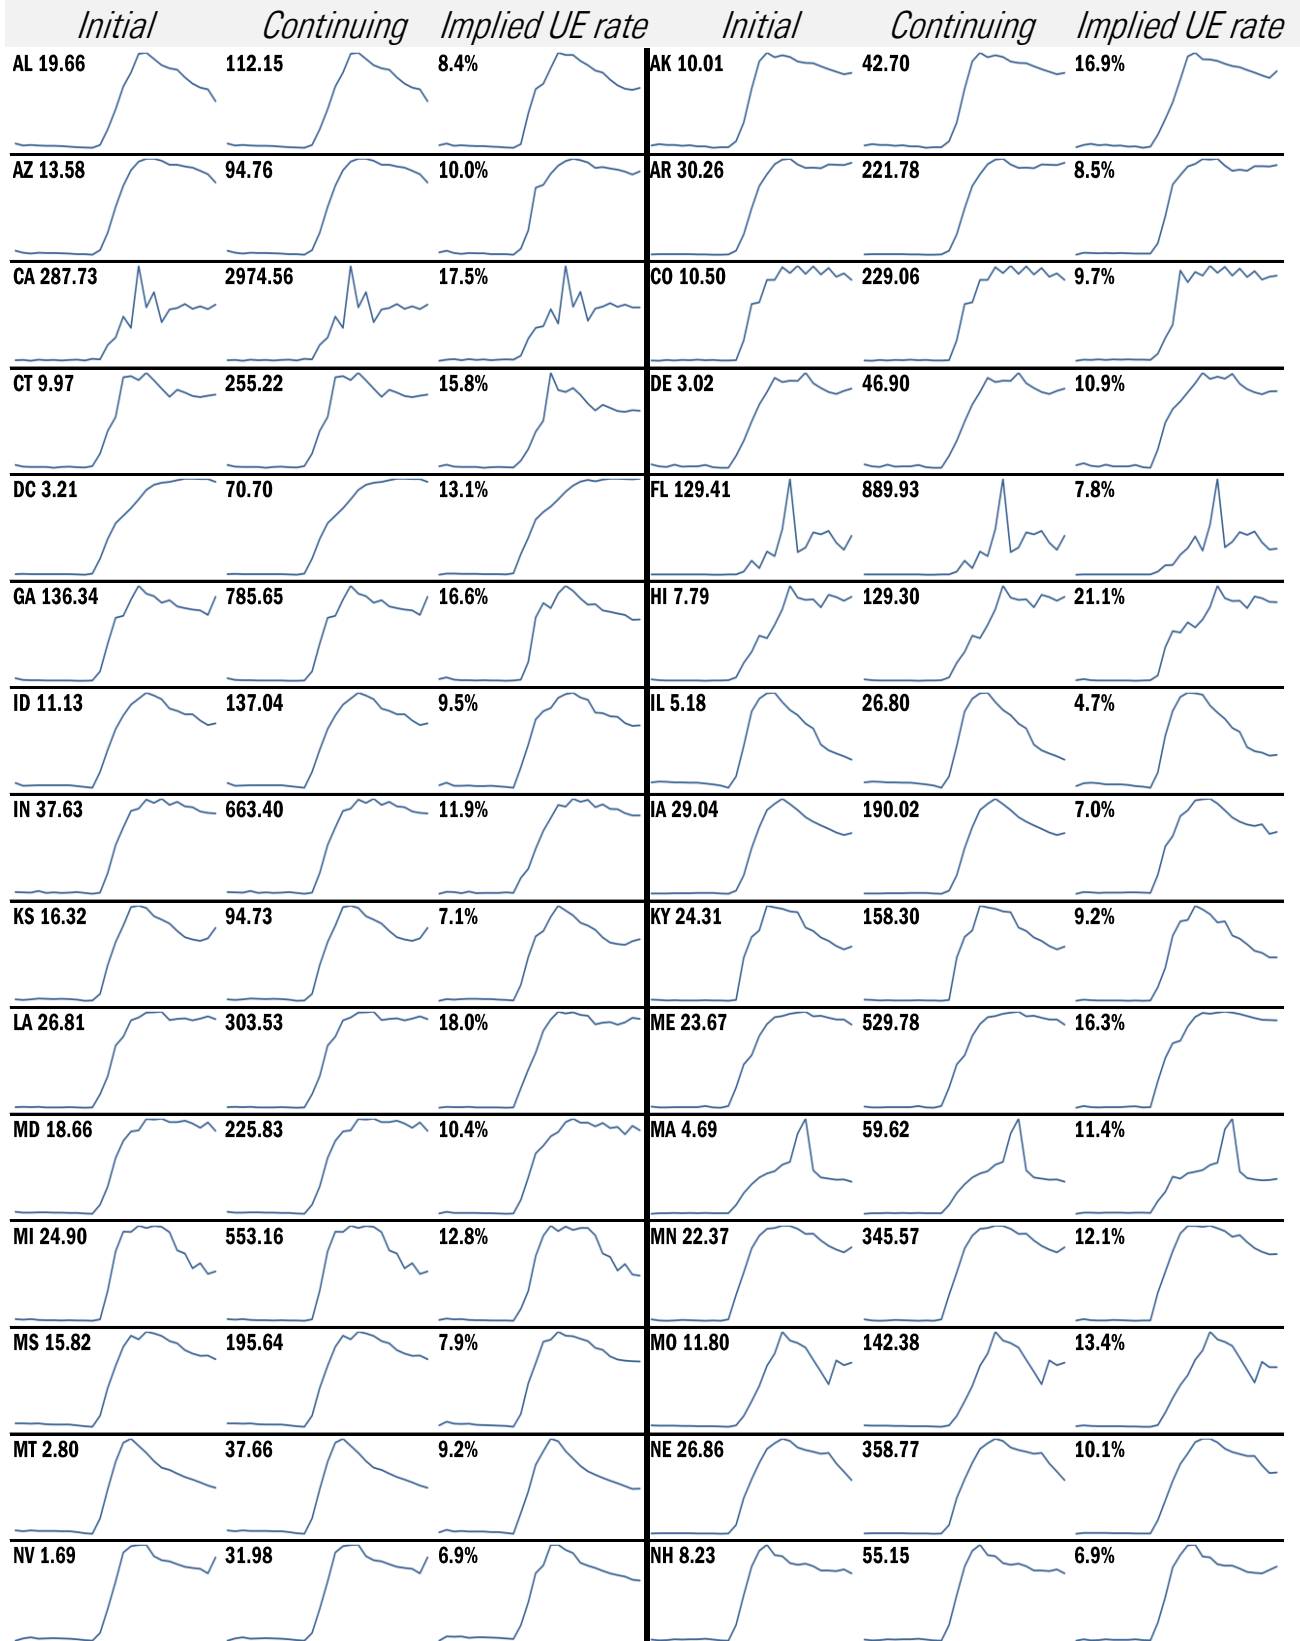 Initial Continuing Implied UE rate Initial Continuing Implied UE rate
AL 19.66 112.15 8.4% AK 10.01 42.70 16.9%
AZ 13.58 94.76 10.0% AR 30.26 221.78 8.5%
CA 287.73 2974.56 17.5% CO 10.50 229.06 9.7%
CT 9.97 255.22 15.8% DE 3.02 46.90 10.9%
DC 3.21 70.70 13.1% FL 129.41 889.93 7.8%
GA 136.34 785.65 16.6% HI 7.79 129.30 21.1%
ID 11.13 137.04 9.5% IL 5.18 26.80 4.7%
IN 37.63 663.40 11.9% IA 29.04 190.02 7.0%
KS 16.32 94.73 7.1% KY 24.31 158.30 9.2%
LA 26.81 303.53 18.0% ME 23.67 529.78 16.3%
MD 18.66 225.83 10.4% MA 4.69 59.62 11.4%
MI 24.90 553.16 12.8% MN 22.37 345.57 12.1%
MS 15.82 195.64 7.9% MO 11.80 142.38 13.4%
MT 2.80 37.66 9.2% NE 26.86 358.77 10.1%
NV 1.69 31.98 6.9% NH 8.23 55.15 6.9%